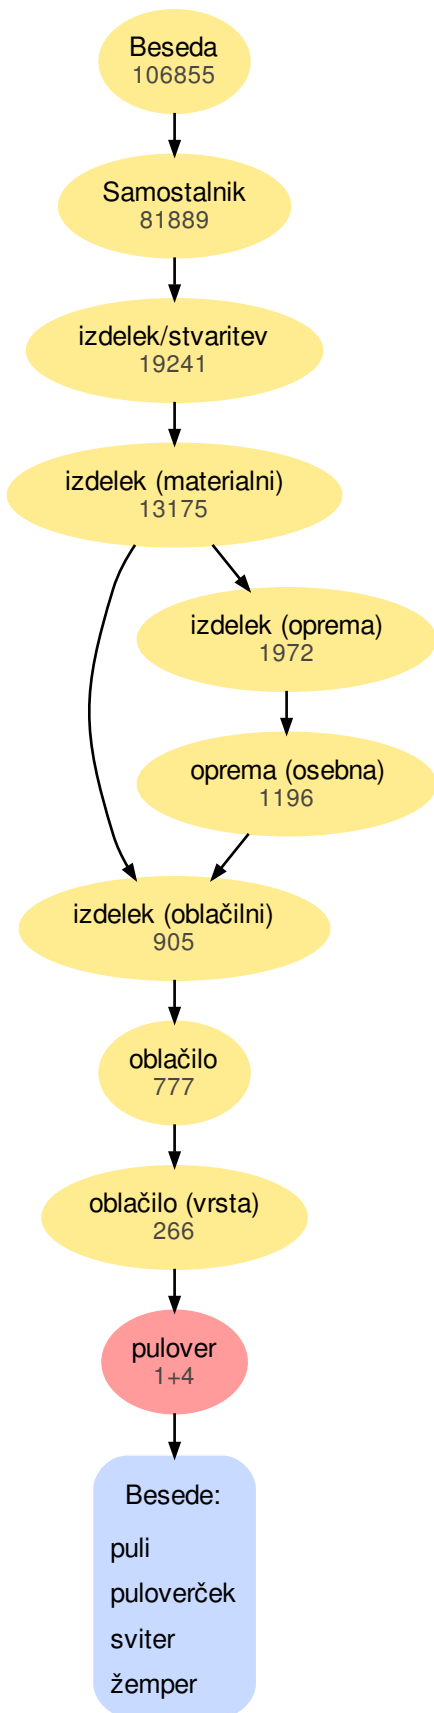 Beseda
106855
Samostalnik
81889
izdelek/stvaritev
19241
izdelek (materialni)
13175
izdelek (oprema)
1972
oprema (osebna)
1196
izdelek (oblačilni)
905
oblačilo
777
oblačilo (vrsta)
266
pulover
1+4
Besede:
puli
puloverček
sviter
žemper